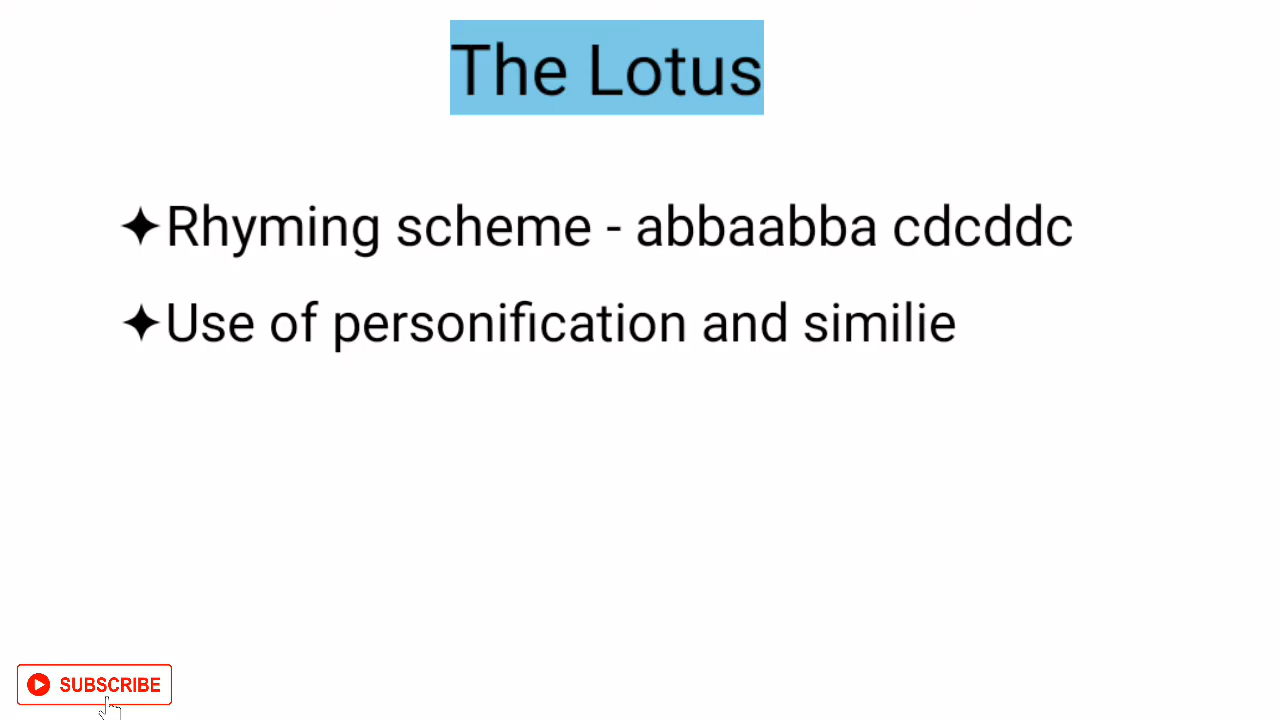 The Lotus
✦Rhyming scheme - abbaabba cdcddc
✦Use of personification and similie
SUBSCRIBE